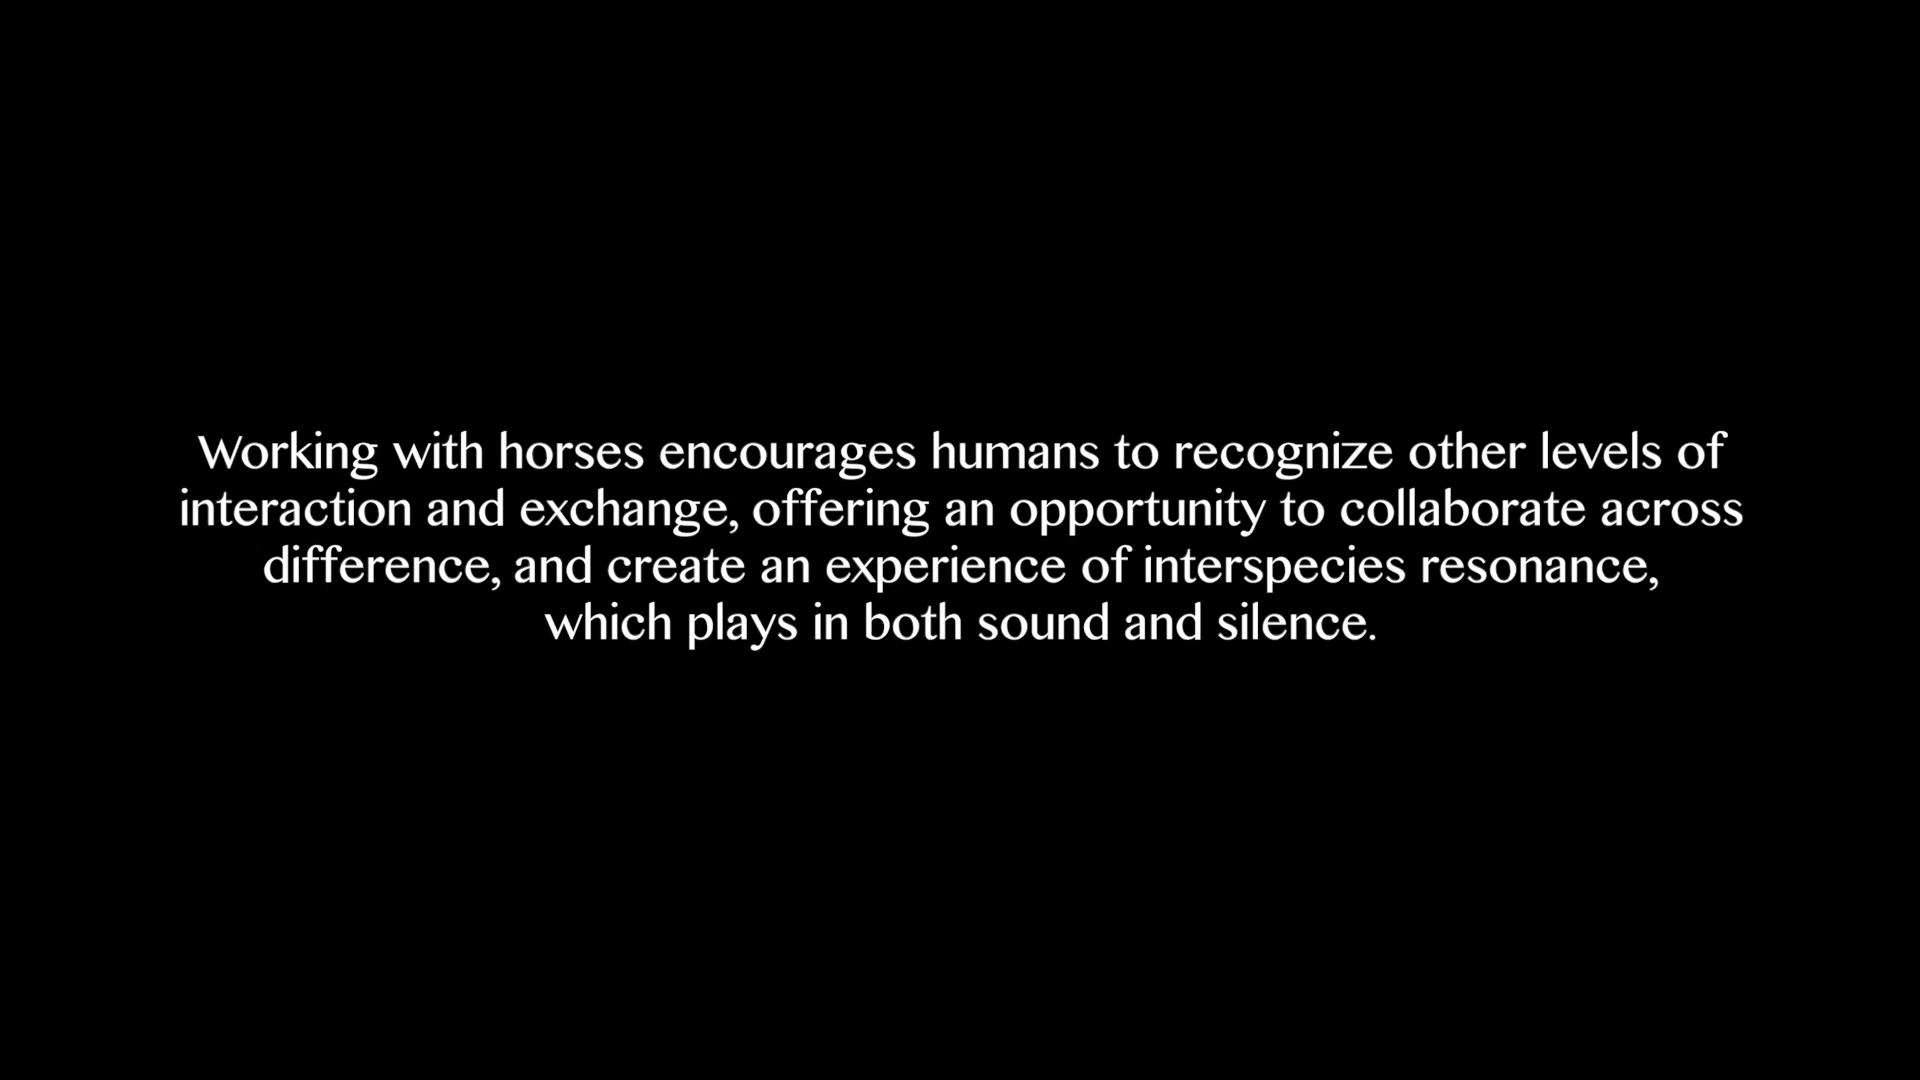 Working with horses encourages humans to recognize other levels of
interaction and exchange, offering an opportunity to collaborate across
difference, and create an experience of interspecies resonance,
which plays in both sound and silence.